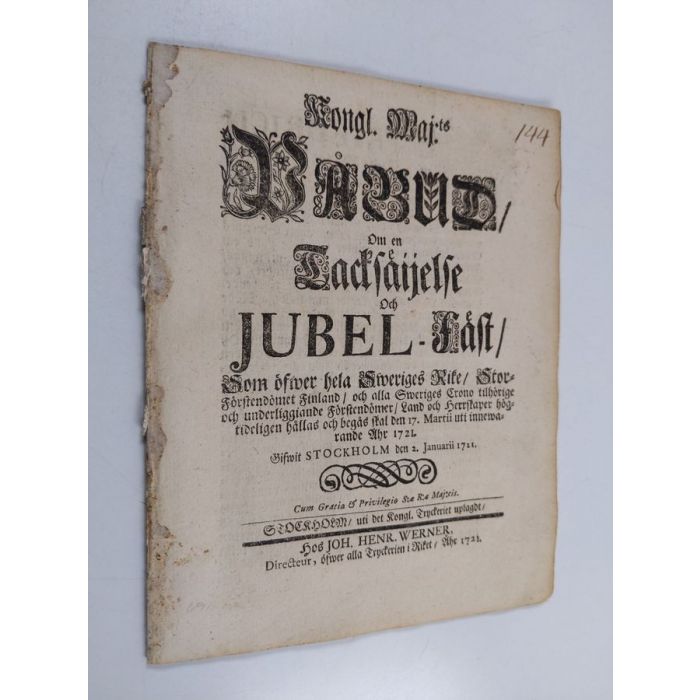 Kongl. Maj:ts
144
PÅBUD/
Om en
Tacksäijelse
Och
JUBEL-Fäst/
Som öfwer hela Sweriges Rike/ Stor-
Förstendömet Finland/ och alla Sweriges Crono tilhörige
och underliggiande Förstendömer/ Land och Herrskaper hög-
tideligen hållas och begås skal den 17. Martii uti innewa-
rande Åhr 1721.
Gifwit STOCKHOLM den 2. Januarii 1721.
Cum Gratia & Privilegio Sæ Ræ Maj:tis.
STOCKHOLM/ uti det Kongl. Tryckeriet uplagdt/
Hos JOH. HENR. WERNER,
Directeur, öfwer alla Tryckerien i Riket/ Åhr 1721.